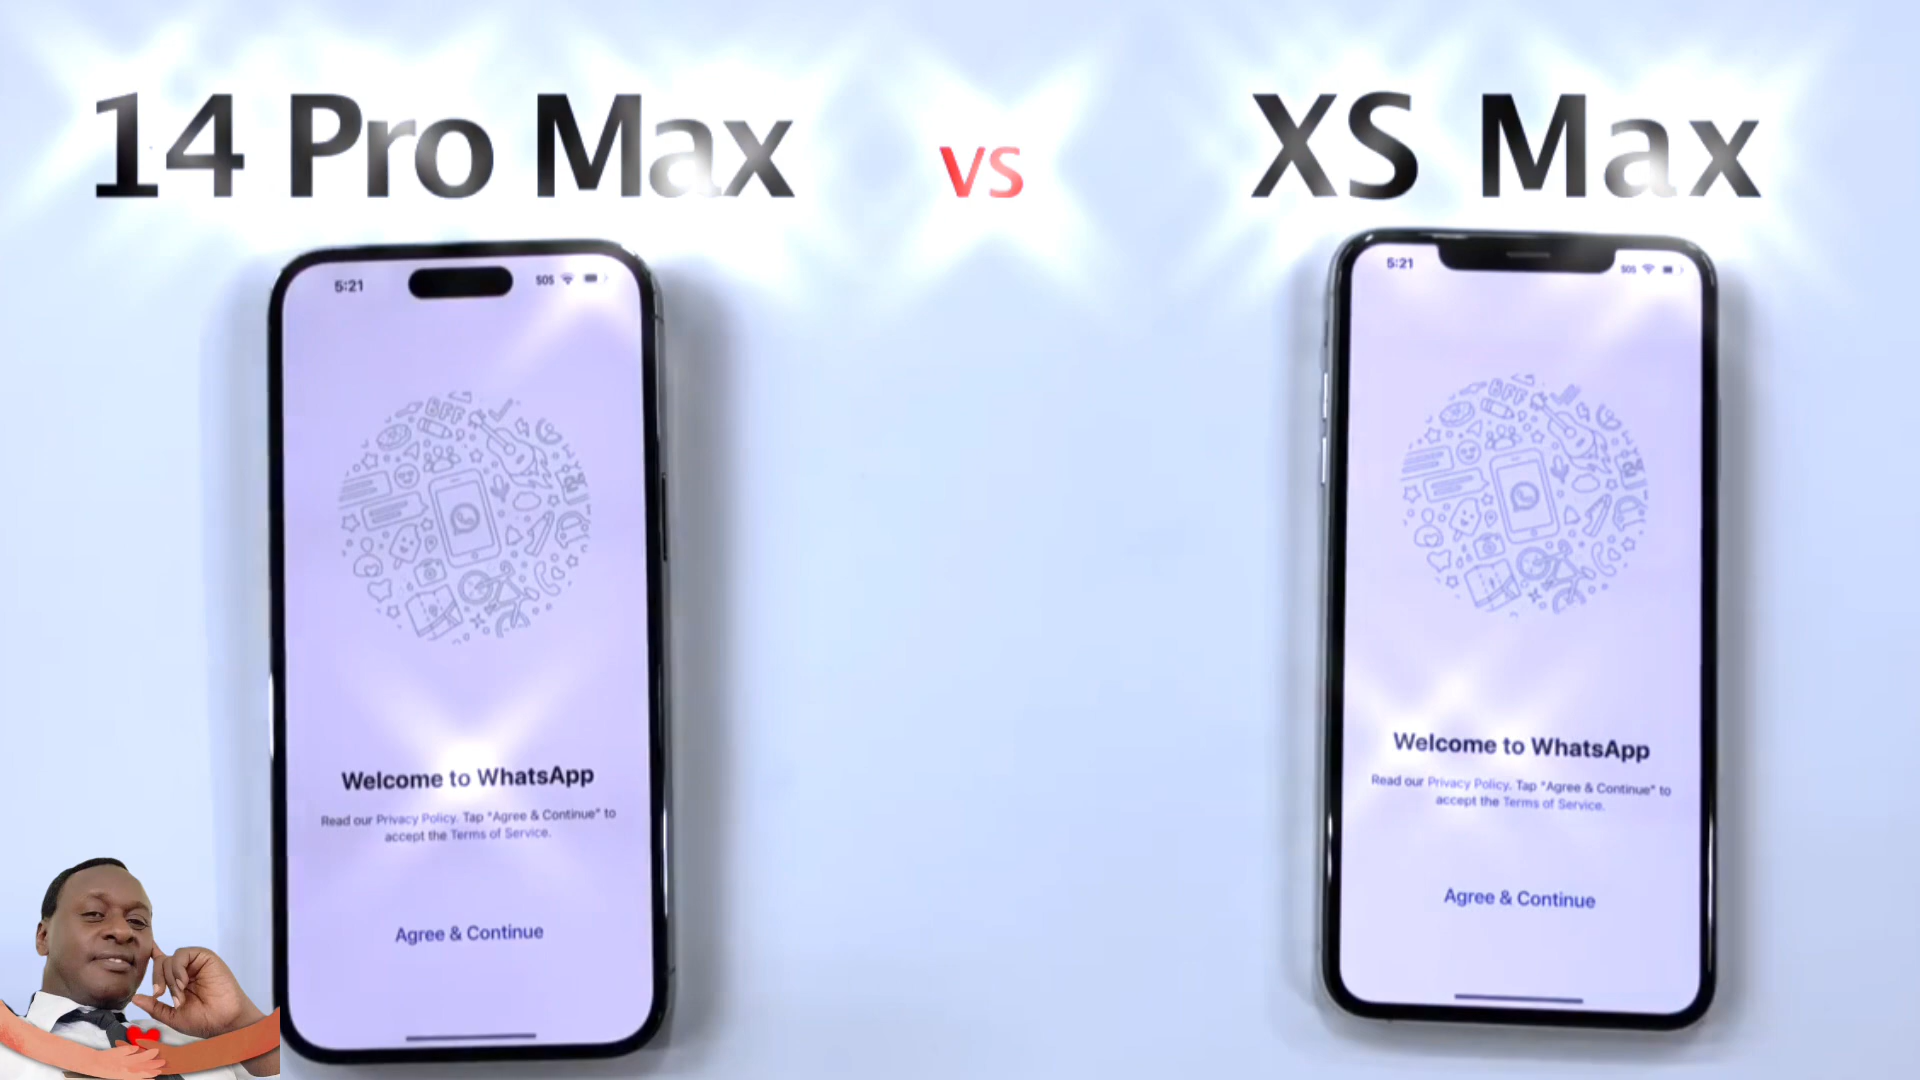 14 Pro Max vs XS Max
5:21
SOS
BFF
Welcome to WhatsApp
Read our Privacy Policy. Tap "Agree & Continue" to
accept the Terms of Service.
Agree & Continue
5:21
SOS
BFF
Welcome to WhatsApp
Read our Privacy Policy. Tap "Agree & Continue" to
accept the Terms of Service.
Agree & Continue